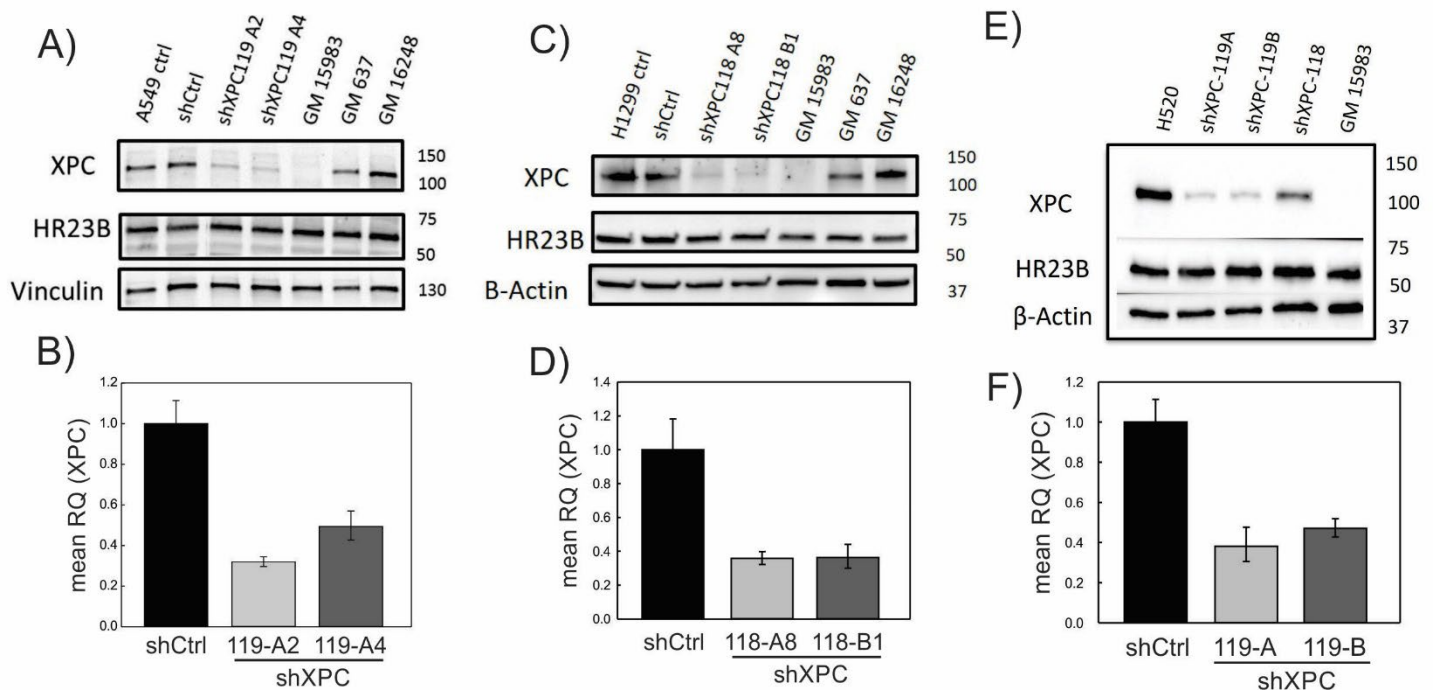 A)
A549 ctrl
shCtrl
shXPC119 A2
shXPC119 A4
GM 15983
GM 637
GM 16248
XPC
150
100
HR23B
75
50
Vinculin
130
B)
mean RQ (XPC)
1.2
1.0
0.8
0.6
0.4
0.2
0.0
shCtrl
119-A2
119-A4
shXPC
C)
H1299 ctrl
shCtrl
shXPC118 A8
shXPC118 B1
GM 15983
GM 637
GM 16248
XPC
150
100
HR23B
75
50
B-Actin
37
D)
mean RQ (XPC)
1.4
1.2
1.0
0.8
0.6
0.4
0.2
0.0
shCtrl
118-A8
118-B1
shXPC
E)
H520
shXPC-119A
shXPC-119B
shXPC-118
GM 15983
XPC
150
100
HR23B
75
50
β-Actin
37
F)
mean RQ (XPC)
1.2
1.0
0.8
0.6
0.4
0.2
0.0
shCtrl
119-A
119-B
shXPC